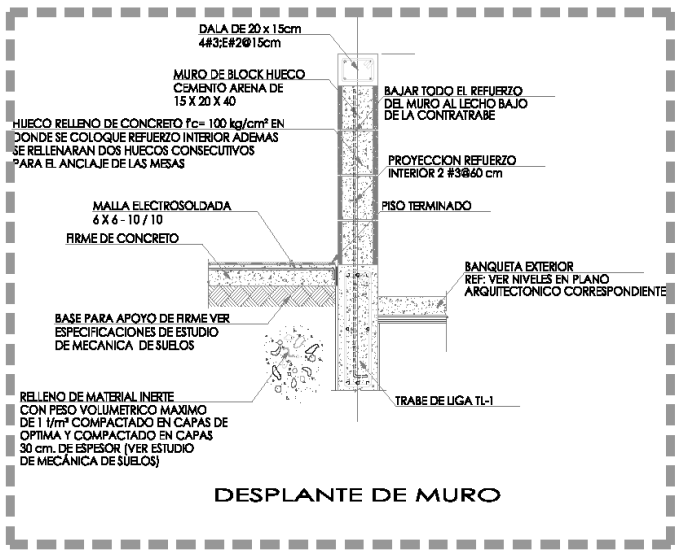 DALA DE 20 x 15cm
4#3;E#2@15cm
MURO DE BLOCK HUECO
CEMENTO ARENA DE
15 X 20 X 40
BAJAR TODO EL REFUERZO
DEL MURO AL LECHO BAJO
DE LA CONTRATRABE
HUECO RELLENO DE CONCRETO f'c= 100 kg/cm² EN
DONDE SE COLOQUE REFUERZO INTERIOR ADEMAS
SE RELLENARAN DOS HUECOS CONSECUTIVOS
PARA EL ANCLAJE DE LAS MESAS
PROYECCION REFUERZO
INTERIOR 2 #3@60 cm
MALLA ELECTROSOLDADA
6 X 6 - 10 / 10
PISO TERMINADO
FIRME DE CONCRETO
BANQUETA EXTERIOR
REF: VER NIVELES EN PLANO
ARQUITECTONICO CORRESPONDIENTE
BASE PARA APOYO DE FIRME VER
ESPECIFICACIONES DE ESTUDIO
DE MECANICA DE SUELOS
RELLENO DE MATERIAL INERTE
CON PESO VOLUMETRICO MAXIMO
DE 1 t/m³ COMPACTADO EN CAPAS DE
OPTIMA Y COMPACTADO EN CAPAS
30 cm. DE ESPESOR (VER ESTUDIO
DE MECÁNICA DE SUELOS)
TRABE DE LIGA TL-1
DESPLANTE DE MURO